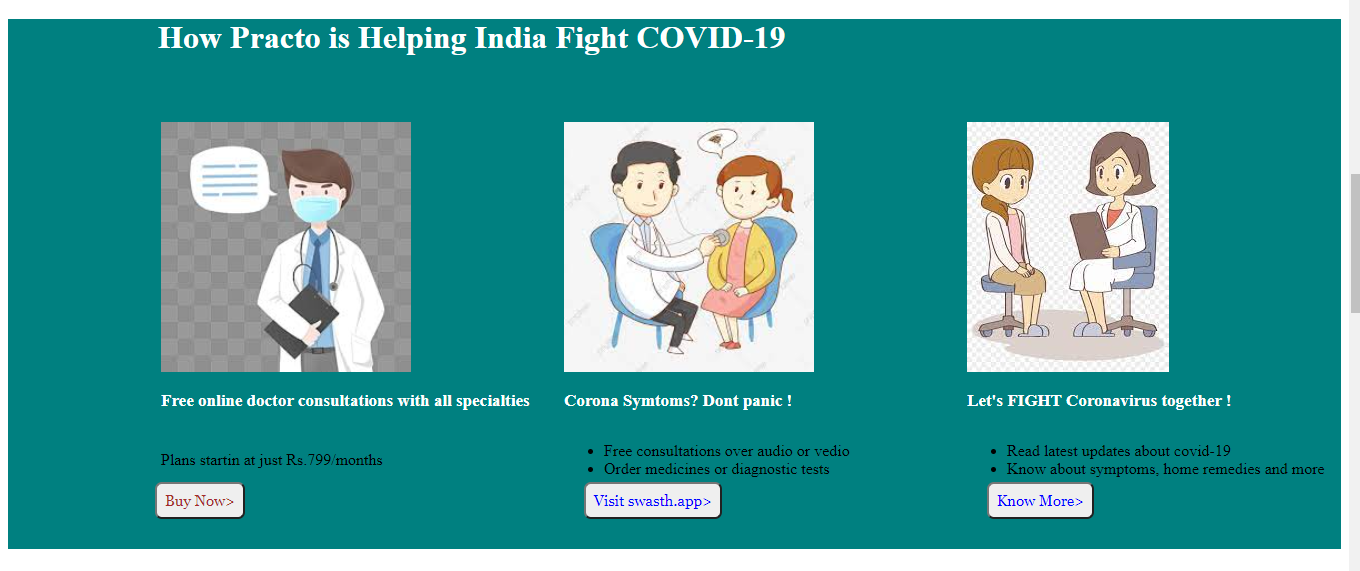 How Practo is Helping India Fight COVID-19
Free online doctor consultations with all specialties
Plans startin at just Rs.799/months
Buy Now>
Corona Symtoms? Dont panic !
Free consultations over audio or vedio
Order medicines or diagnostic tests
Visit swasth.app>
Let's FIGHT Coronavirus together !
Read latest updates about covid-19
Know about symptoms, home remedies and more
Know More>